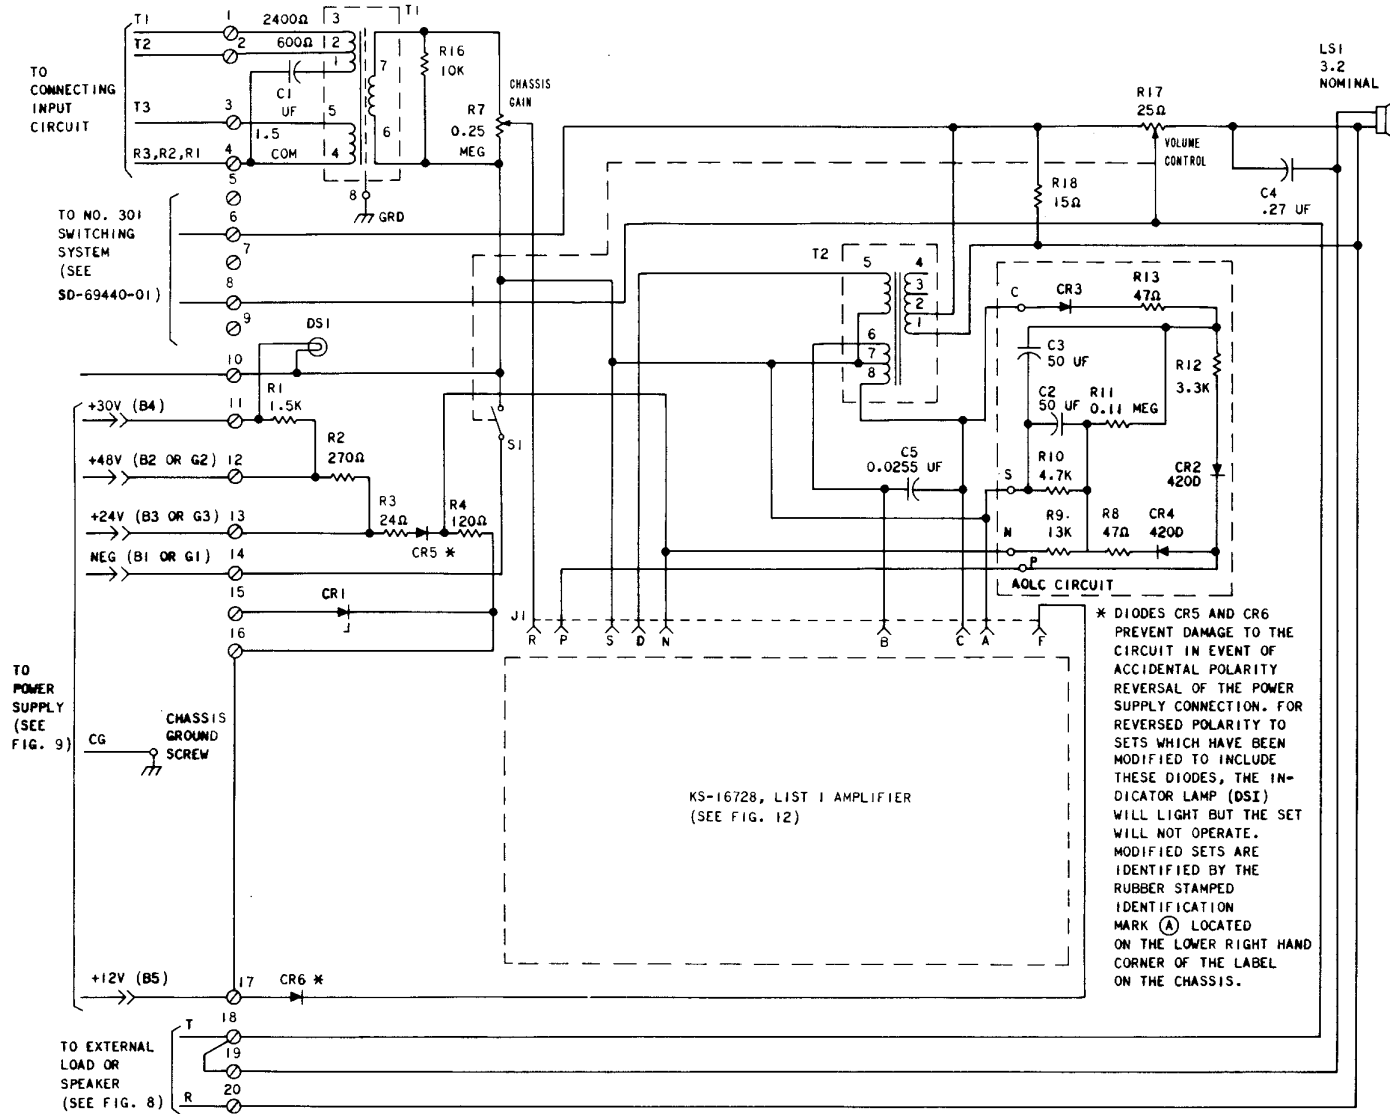 TO
CONNECTING
INPUT
CIRCUIT
T1
T2
T3
R3,R2,R1
1
2
3
4
5
6
7
8
9
10
11
12
13
14
15
16
17
18
19
20
2400Ω
600Ω
C1
UF
1.5
COM
3
2
1
5
4
T1
7
6
8
GRD
R16
10K
R7
0.25
MEG
CHASSIS
GAIN
TO NO. 301
SWITCHING
SYSTEM
(SEE
SD-69440-01)
DS1
R1
1.5K
R2
270Ω
R3
24Ω
CR5 *
R4
120Ω
S1
+30V (B4)
+48V (B2 OR G2)
+24V (B3 OR G3)
NEG (B1 OR G1)
CR1
TO
POWER
SUPPLY
(SEE
FIG. 9)
CG
CHASSIS
GROUND
SCREW
+12V (B5)
CR6 *
TO EXTERNAL
LOAD OR
SPEAKER
(SEE FIG. 8)
T
R
LS1
3.2
NOMINAL
R17
25Ω
VOLUME
CONTROL
C4
.27 UF
R18
15Ω
T2
5
4
3
2
1
6
7
8
C5
0.0255 UF
C
CR3
R13
47Ω
C3
50 UF
R12
3.3K
C2
50 UF
R11
0.11 MEG
R10
4.7K
S
CR2
420D
N
R9.
13K
R8
47Ω
CR4
420D
P
AOLC CIRCUIT
J1
R
P
S
D
N
B
C
A
F
KS-16728, LIST 1 AMPLIFIER
(SEE FIG. 12)
* DIODES CR5 AND CR6
PREVENT DAMAGE TO THE
CIRCUIT IN EVENT OF
ACCIDENTAL POLARITY
REVERSAL OF THE POWER
SUPPLY CONNECTION. FOR
REVERSED POLARITY TO
SETS WHICH HAVE BEEN
MODIFIED TO INCLUDE
THESE DIODES, THE IN-
DICATOR LAMP (DS1)
WILL LIGHT BUT THE SET
WILL NOT OPERATE.
MODIFIED SETS ARE
IDENTIFIED BY THE
RUBBER STAMPED
IDENTIFICATION
MARK Ⓐ LOCATED
ON THE LOWER RIGHT HAND
CORNER OF THE LABEL
ON THE CHASSIS.